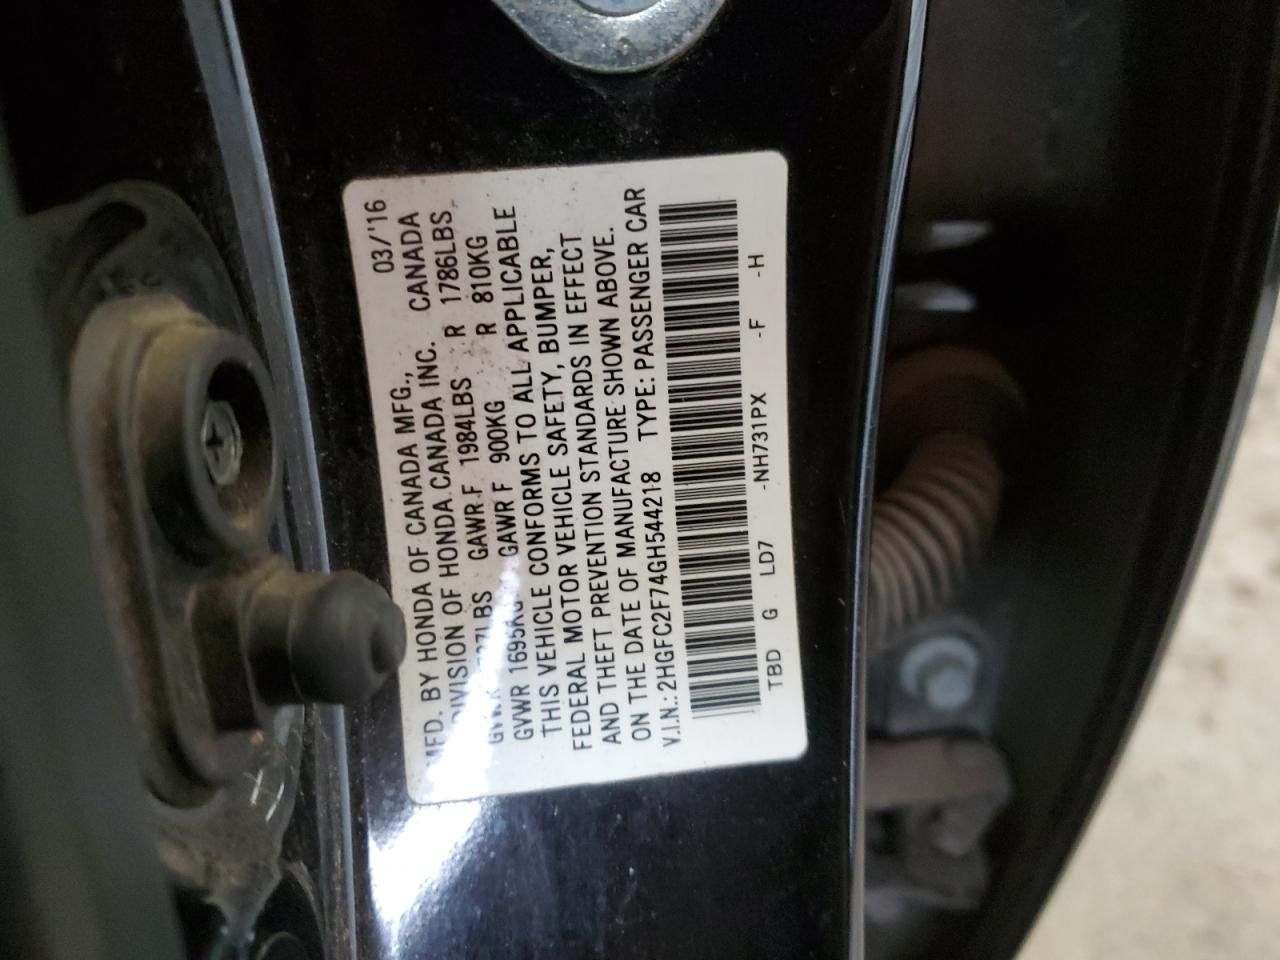 03/'16
MFD. BY HONDA OF CANADA MFG.,
DIVISION OF HONDA CANADA INC. CANADA
GAWR F 1984LBS R 1786LBS
GVWR 1695KG GAWR F 900KG R 810KG
THIS VEHICLE CONFORMS TO ALL APPLICABLE
FEDERAL MOTOR VEHICLE SAFETY, BUMPER,
AND THEFT PREVENTION STANDARDS IN EFFECT
ON THE DATE OF MANUFACTURE SHOWN ABOVE.
V.I.N.: 2HGFC2F74GH544218 TYPE: PASSENGER CAR
TBD G LD7 -NH731PX -F -H